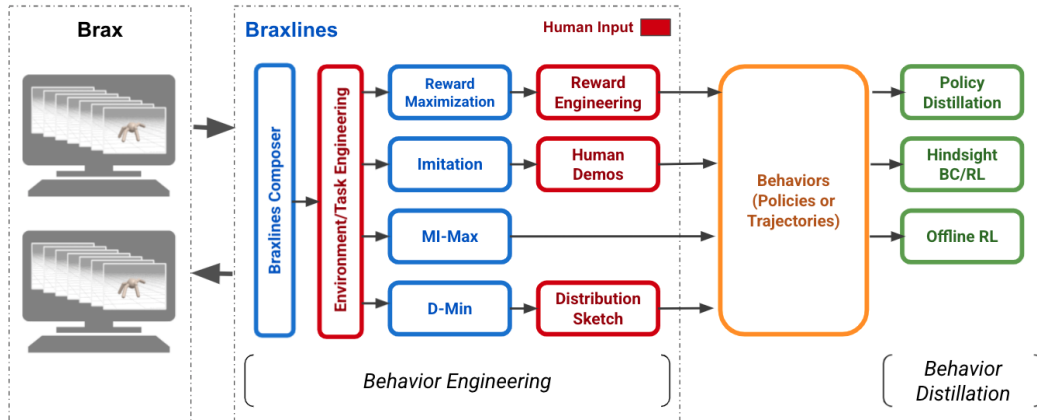 Brax
Braxlines
Human Input
Braxlines Composer
Environment/Task Engineering
Reward
Maximization
Reward
Engineering
Imitation
Human
Demos
MI-Max
D-Min
Distribution
Sketch
Behaviors
(Policies or
Trajectories)
Policy
Distillation
Hindsight
BC/RL
Offline RL
Behavior Engineering
Behavior
Distillation